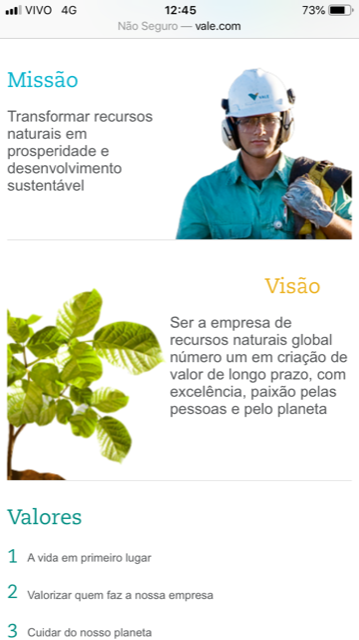 VIVO 4G 12:45 73%
Não Seguro — vale.com
Missão
Transformar recursos
naturais em
prosperidade e
desenvolvimento
sustentável
VALE
Visão
Ser a empresa de
recursos naturais global
número um em criação de
valor de longo prazo, com
excelência, paixão pelas
pessoas e pelo planeta
Valores
1 A vida em primeiro lugar
2 Valorizar quem faz a nossa empresa
3 Cuidar do nosso planeta